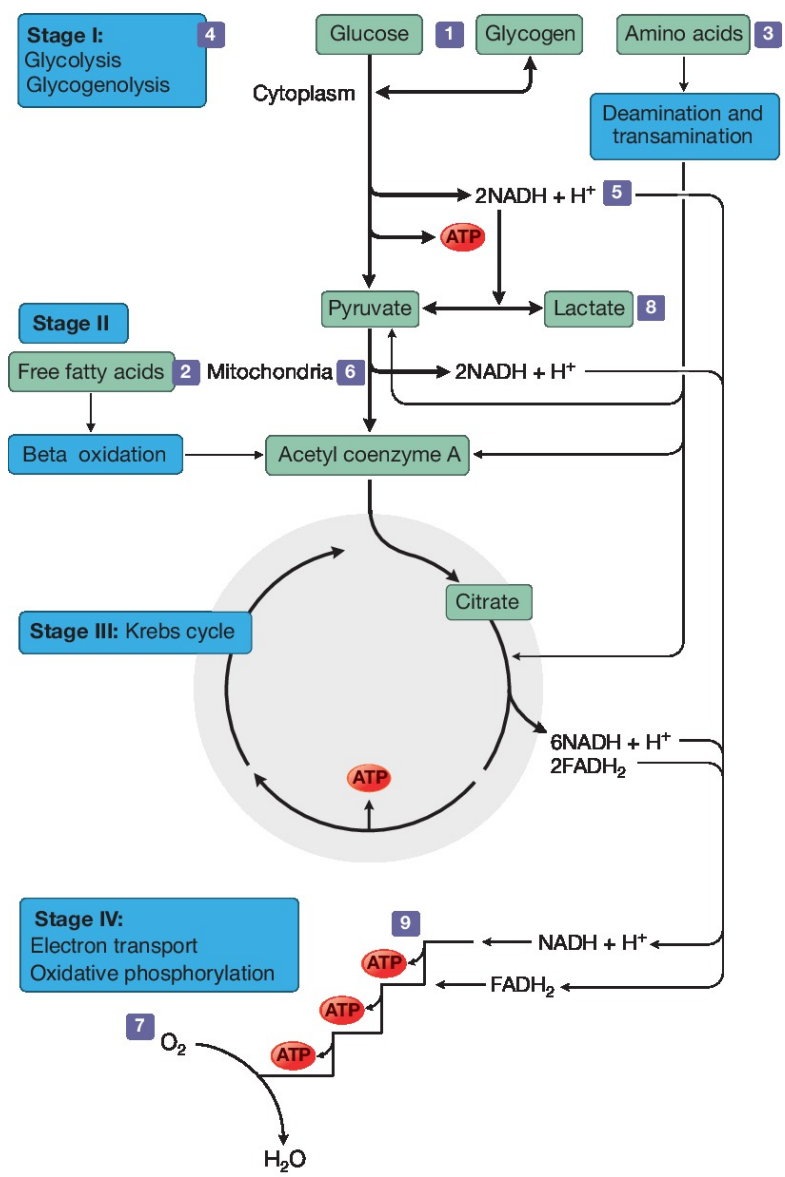 Stage I:
Glycolysis
Glycogenolysis
4
Glucose
1
Glycogen
Amino acids
3
Cytoplasm
Deamination and
transamination
2NADH + H⁺
5
ATP
Pyruvate
Lactate
8
Stage II
Free fatty acids
2
Mitochondria
6
2NADH + H⁺
Beta oxidation
Acetyl coenzyme A
Citrate
Stage III: Krebs cycle
6NADH + H⁺
2FADH₂
ATP
Stage IV:
Electron transport
Oxidative phosphorylation
9
NADH + H⁺
ATP
FADH₂
ATP
7
O₂
ATP
H₂O